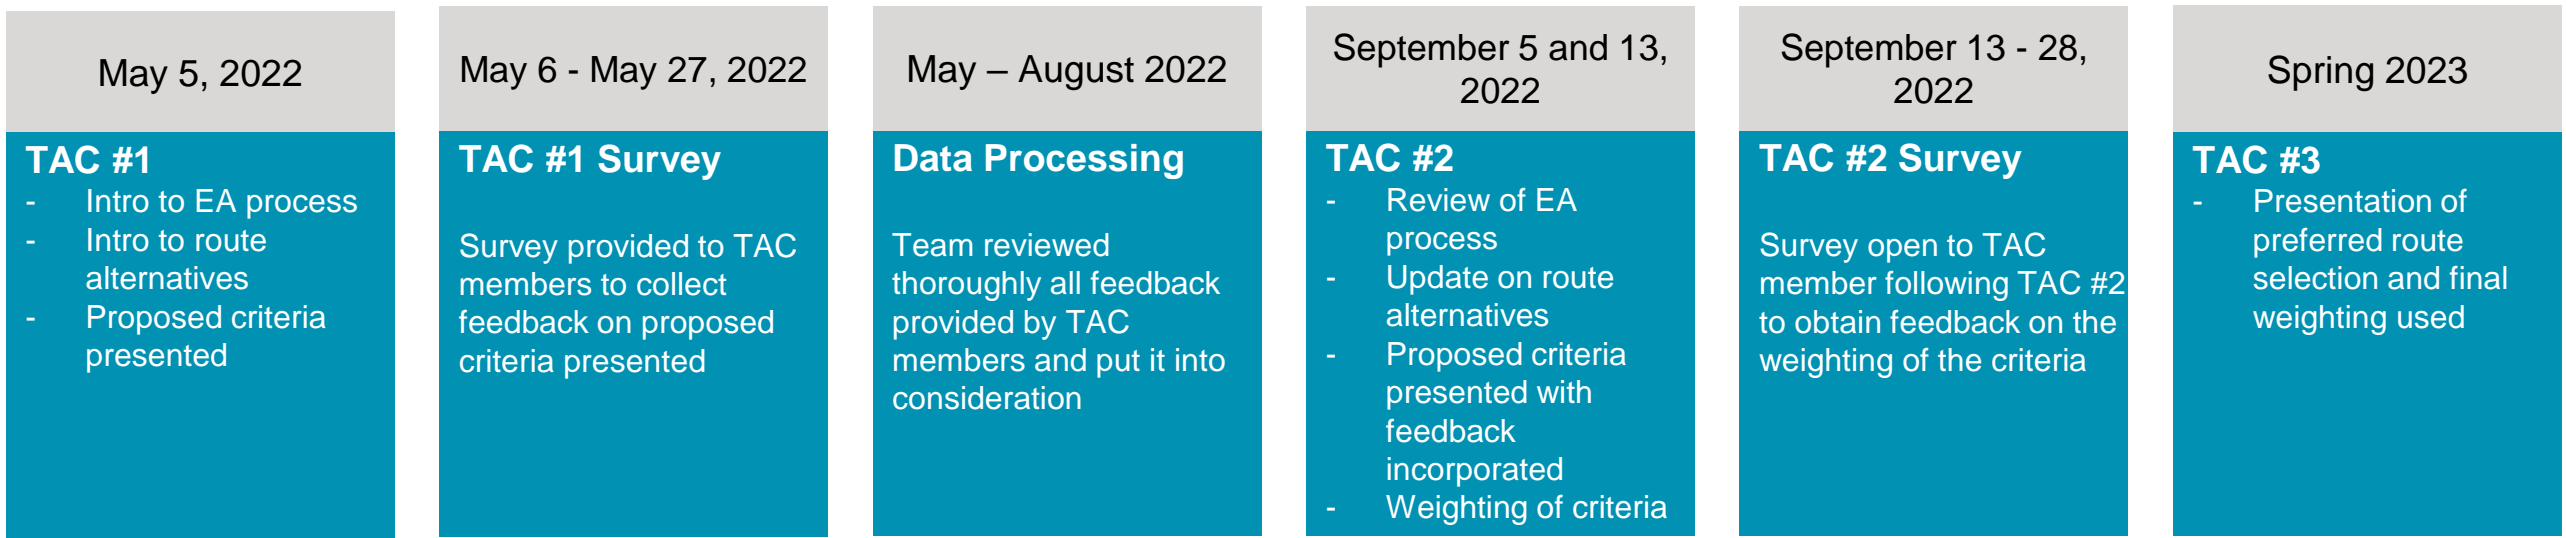 May 5, 2022
TAC #1
- Intro to EA process
- Intro to route
alternatives
- Proposed criteria
presented
May 6 - May 27, 2022
TAC #1 Survey
Survey provided to TAC
members to collect
feedback on proposed
criteria presented
May – August 2022
Data Processing
Team reviewed
thoroughly all feedback
provided by TAC
members and put it into
consideration
September 5 and 13,
2022
TAC #2
- Review of EA
process
- Update on route
alternatives
- Proposed criteria
presented with
feedback
incorporated
- Weighting of criteria
September 13 - 28,
2022
TAC #2 Survey
Survey open to TAC
member following TAC #2
to obtain feedback on the
weighting of the criteria
Spring 2023
TAC #3
- Presentation of
preferred route
selection and final
weighting used